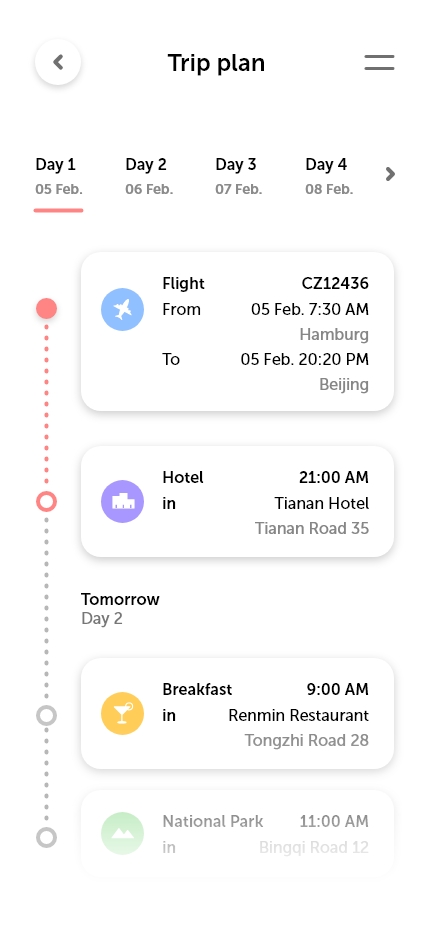 Trip plan
Day 1 Day 2 Day 3 Day 4
05 Feb. 06 Feb. 07 Feb. 08 Feb.
Flight CZ12436
From 05 Feb. 7:30 AM
Hamburg
To 05 Feb. 20:20 PM
Beijing
Hotel 21:00 AM
in Tianan Hotel
Tianan Road 35
Tomorrow
Day 2
Breakfast 9:00 AM
in Renmin Restaurant
Tongzhi Road 28
National Park 11:00 AM
in Bingqi Road 12